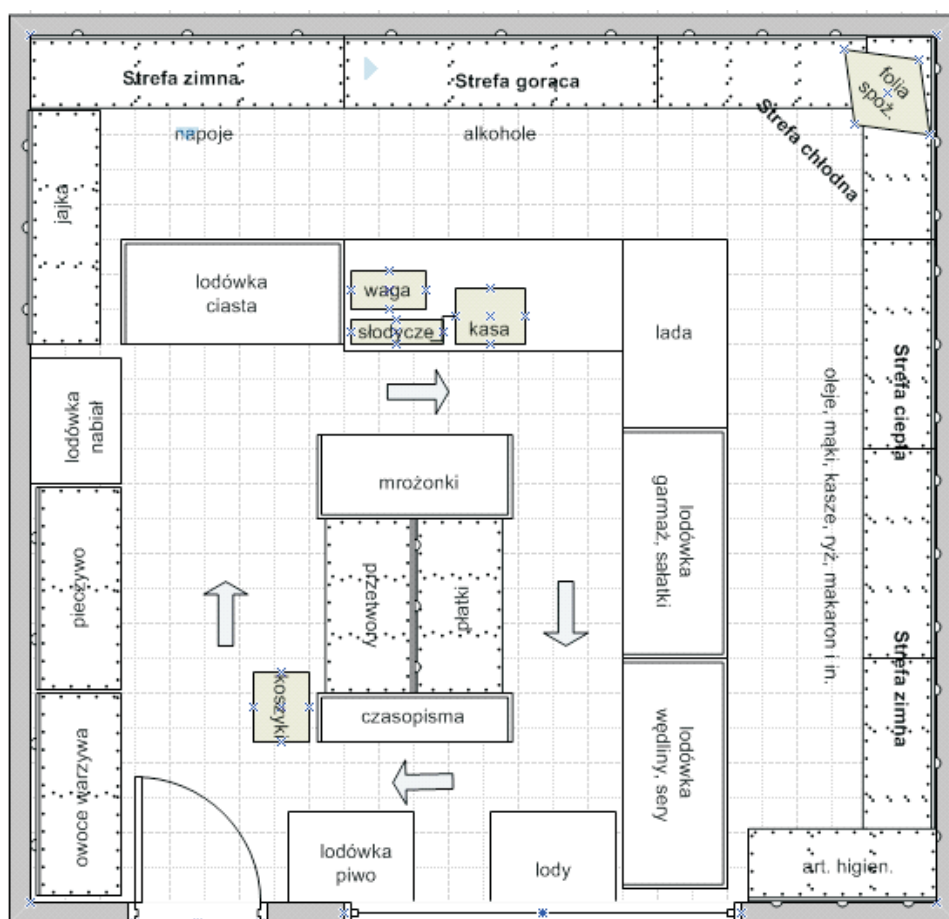 Strefa zimna
Strefa gorąca
folia
spoż.
napoje
alkohole
Strefa chłodna
jajka
lodówka
ciasta
waga
słodycze
kasa
lada
lodówka
nabiał
Strefa ciepła
oleje, mąki, kasze, ryż, makaron i in.
mrożonki
lodówka
garmaż, sałatki
pieczywo
przetwory
płatki
koszyki
czasopisma
Strefa zimna
owoce warzywa
lodówka
wędliny, sery
lodówka
piwo
lody
art. higien.